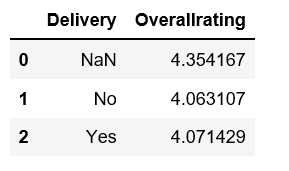 Delivery Overallrating
0 NaN 4.354167
1 No 4.063107
2 Yes 4.071429